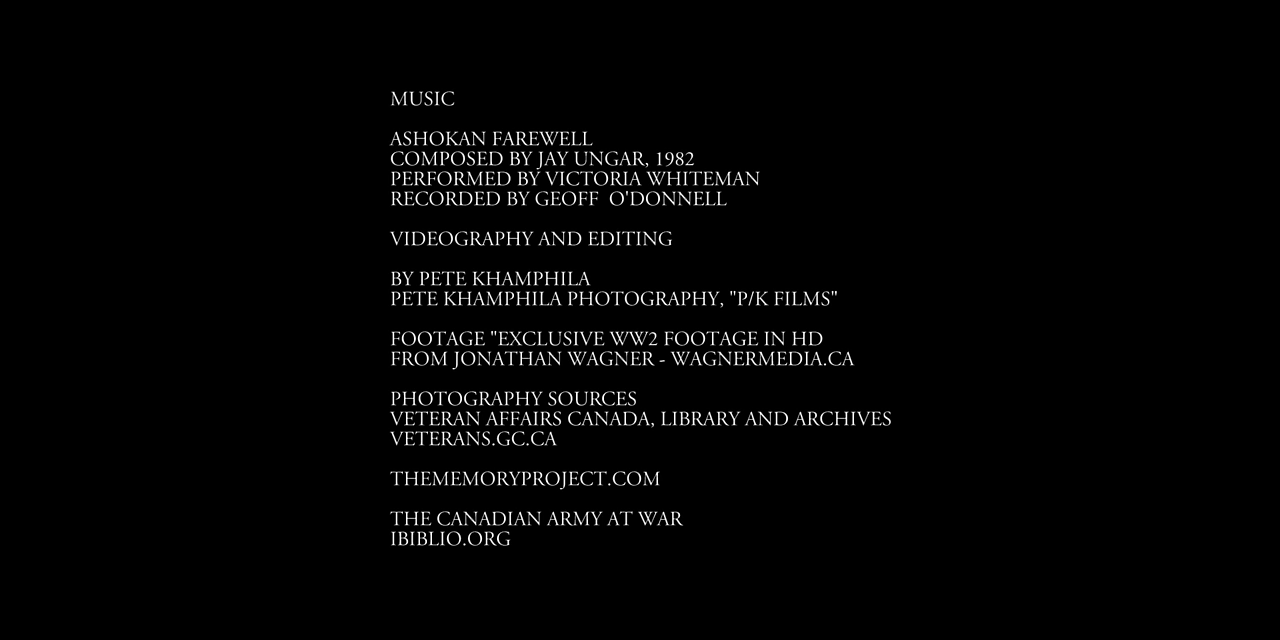 MUSIC
ASHOKAN FAREWELL
COMPOSED BY JAY UNGAR, 1982
PERFORMED BY VICTORIA WHITEMAN
RECORDED BY GEOFF  O'DONNELL
VIDEOGRAPHY AND EDITING
BY PETE KHAMPHILA
PETE KHAMPHILA PHOTOGRAPHY, "P/K FILMS"
FOOTAGE "EXCLUSIVE WW2 FOOTAGE IN HD
FROM JONATHAN WAGNER - WAGNERMEDIA.CA
PHOTOGRAPHY SOURCES
VETERAN AFFAIRS CANADA, LIBRARY AND ARCHIVES
VETERANS.GC.CA
THEMEMORYPROJECT.COM
THE CANADIAN ARMY AT WAR
IBIBLIO.ORG